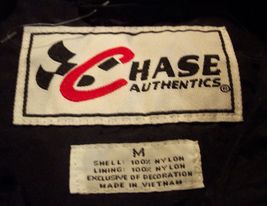 CHASE
AUTHENTICS®
M
SHELL: 100% NYLON
LINING: 100% NYLON
EXCLUSIVE OF DECORATION
MADE IN VIETNAM